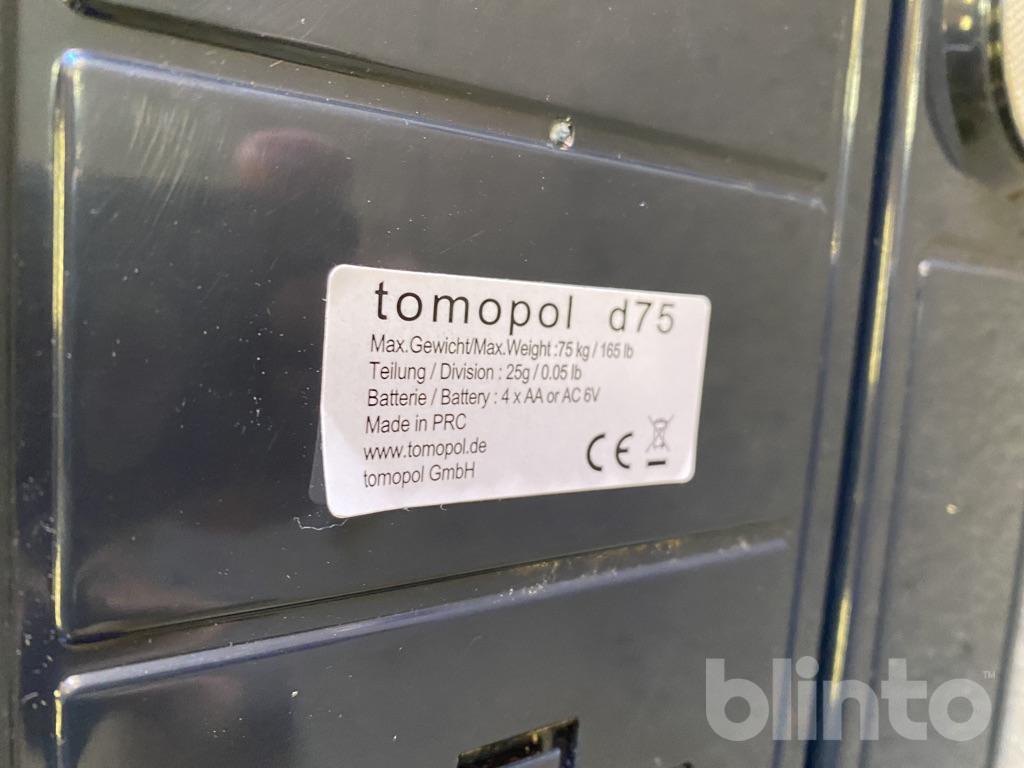 tomopol d75
Max.Gewicht/Max.Weight :75 kg / 165 lb
Teilung / Division : 25g / 0.05 lb
Batterie / Battery : 4 x AA or AC 6V
Made in PRC
www.tomopol.de
tomopol GmbH
CE
blinto™